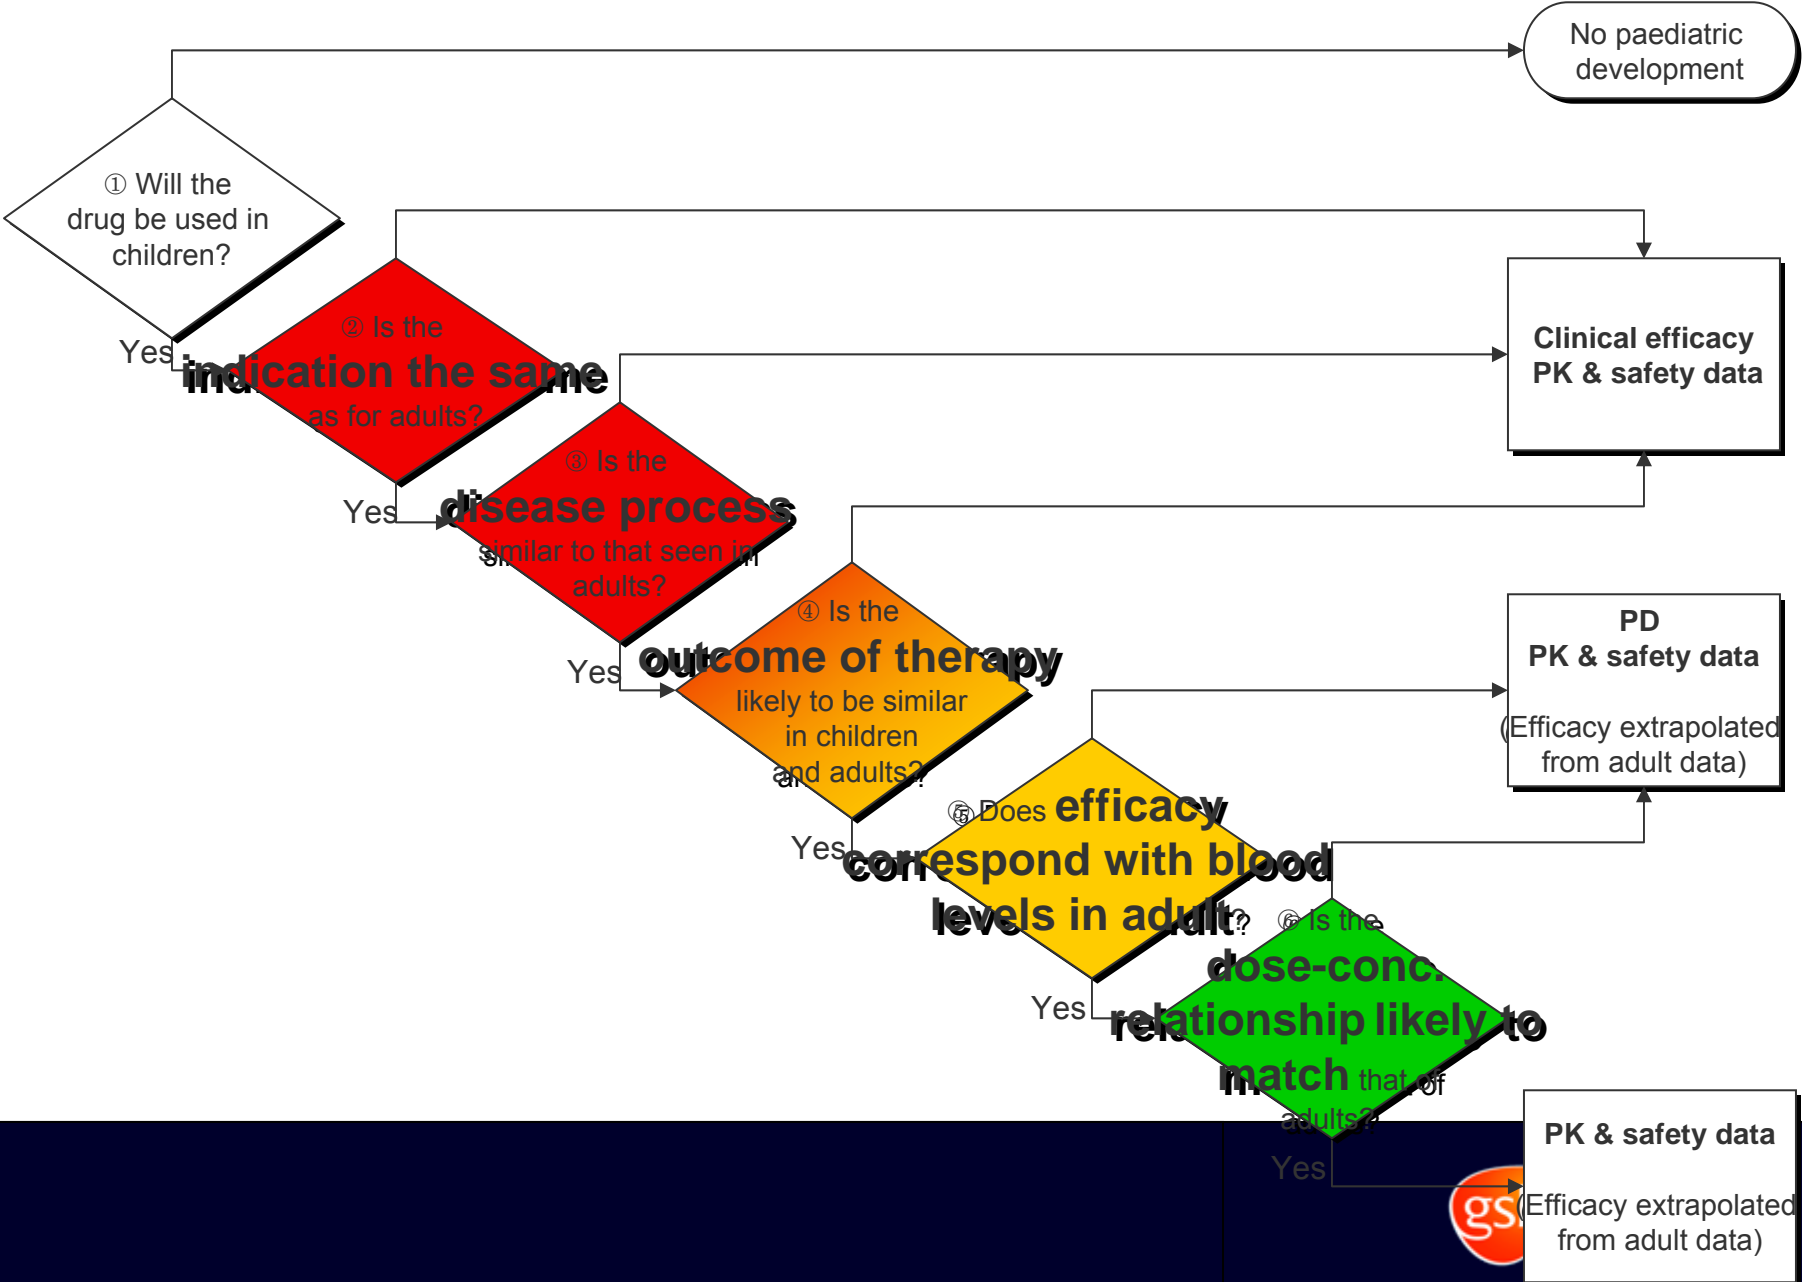 No paediatric
development
① Will the
drug be used in
children?
Yes
② Is the
indication the same
as for adults?
Clinical efficacy
PK & safety data
Yes
③ Is the
disease process
similar to that seen in
adults?
Yes
④ Is the
outcome of therapy
likely to be similar
in children
and adults?
PD
PK & safety data
(Efficacy extrapolated
from adult data)
Yes
⑤ Does efficacy
correspond with blood
levels in adult?
Yes
⑥ Is the
dose-conc.
relationship likely to
match that of
adults?
Yes
PK & safety data
(Efficacy extrapolated
from adult data)